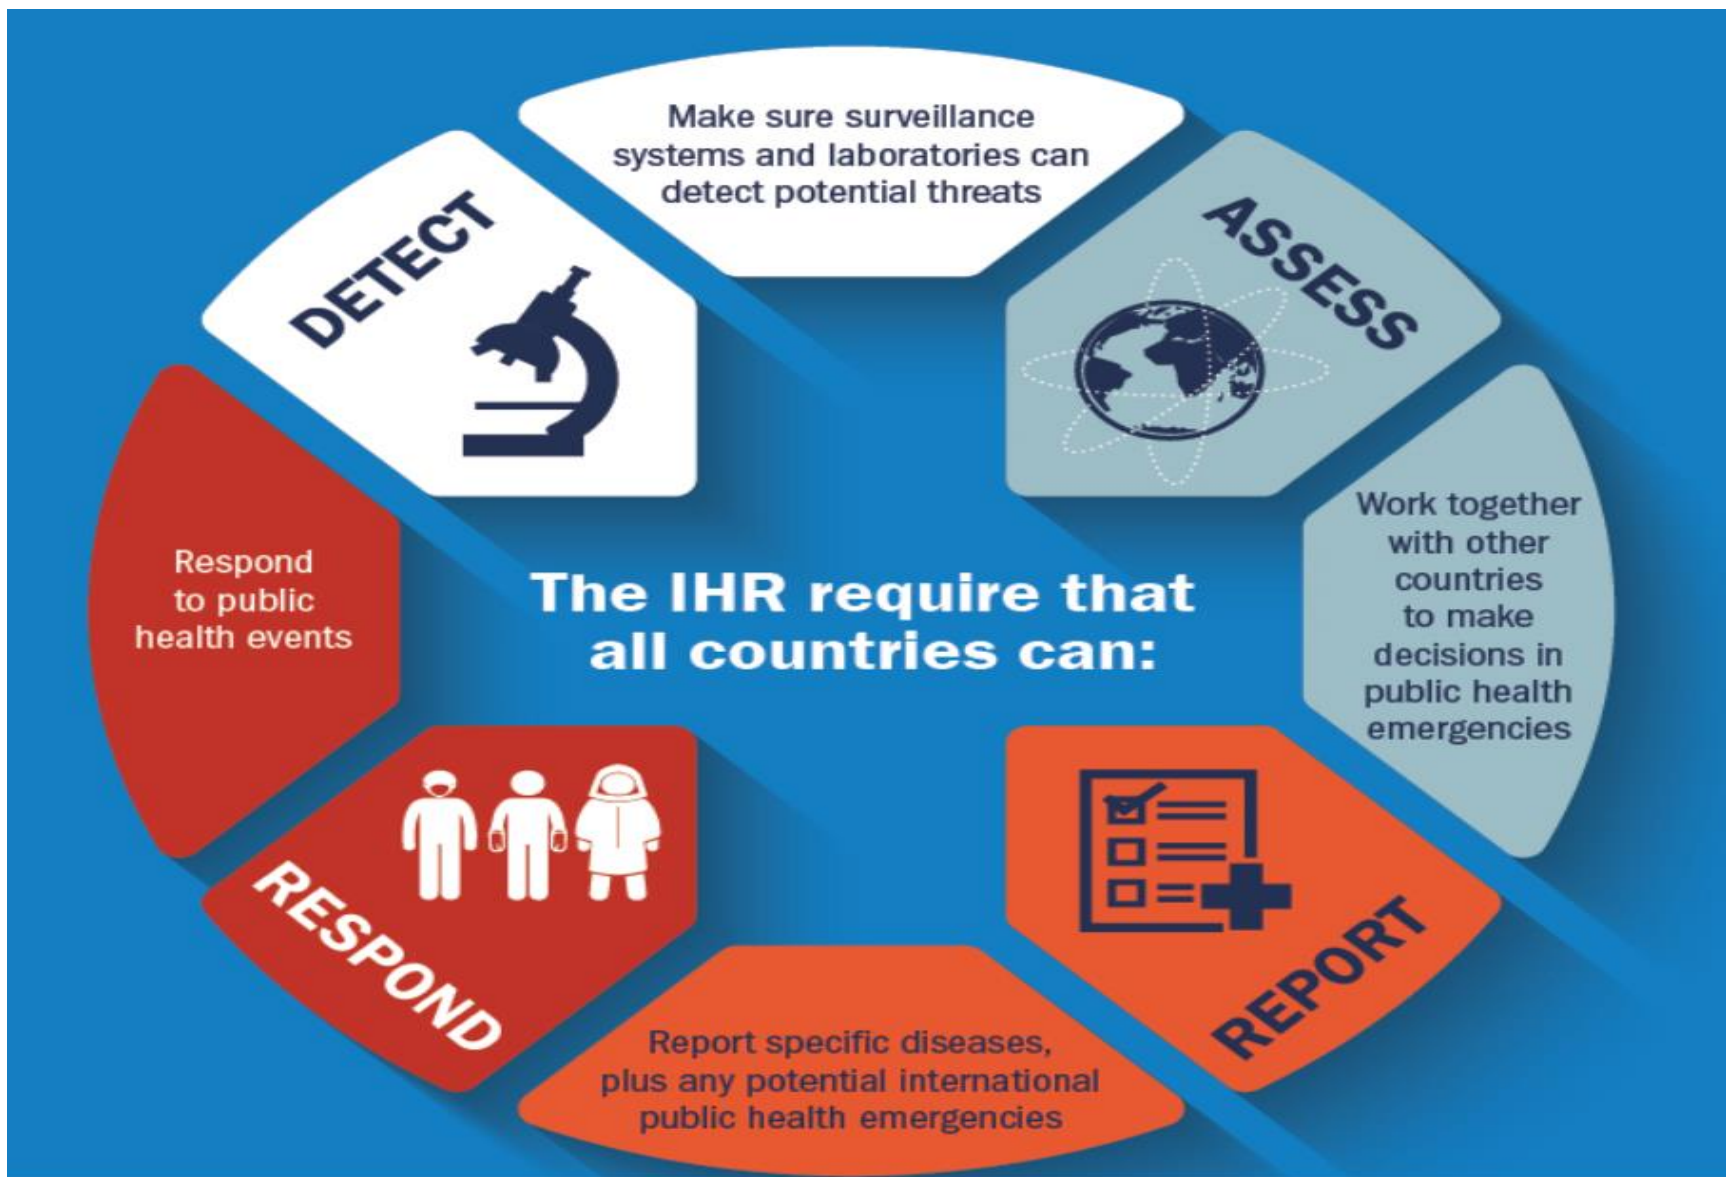 The IHR require that
all countries can:
DETECT
Make sure surveillance
systems and laboratories can
detect potential threats
ASSESS
Work together
with other
countries
to make
decisions in
public health
emergencies
REPORT
Report specific diseases,
plus any potential international
public health emergencies
RESPOND
Respond
to public
health events